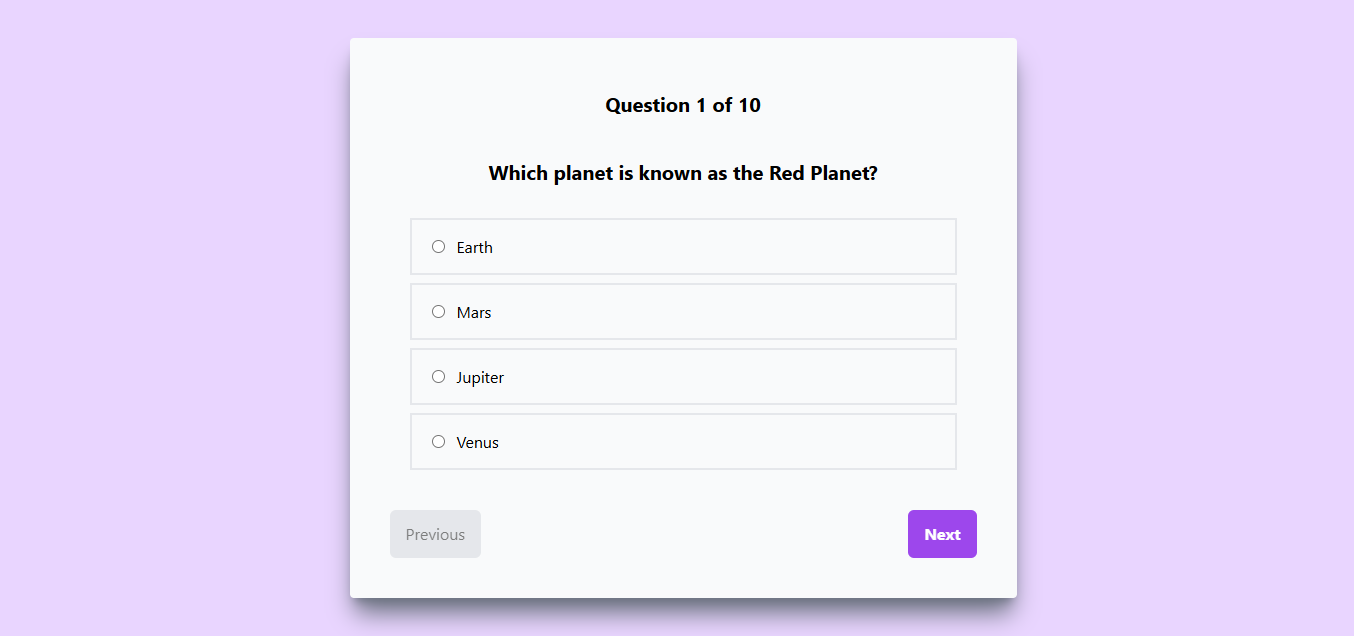 Question 1 of 10
Which planet is known as the Red Planet?
Earth
Mars
Jupiter
Venus
Previous
Next